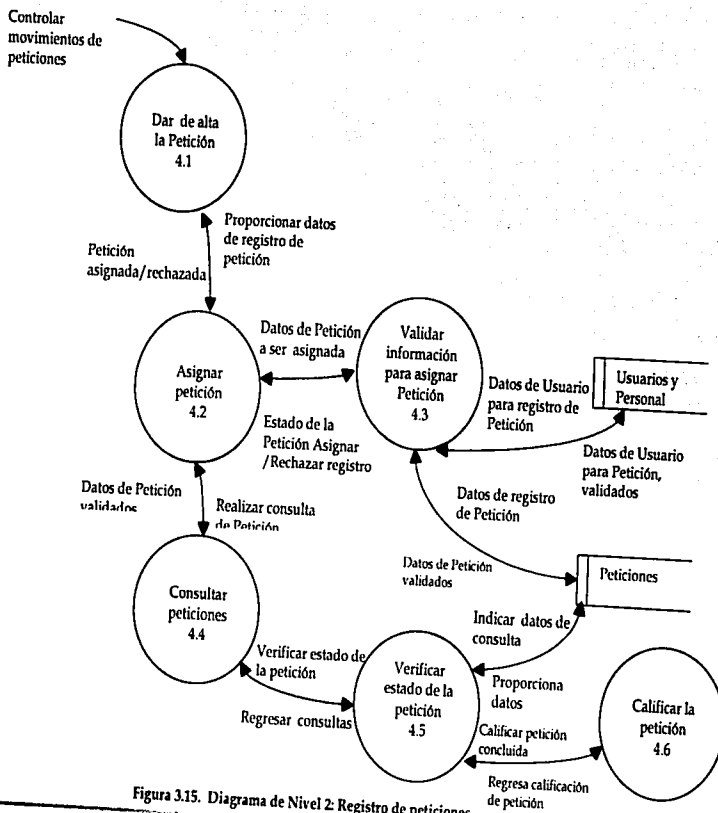 Controlar
movimientos de
peticiones
Dar de alta
la Petición
4.1
Proporcionar datos
de registro de
petición
Petición
asignada/rechazada
Asignar
petición
4.2
Datos de Petición
a ser asignada
Validar
información
para asignar
Petición
4.3
Estado de la
Petición Asignar
/Rechazar registro
Datos de Usuario
para registro de
Petición
Usuarios y
Personal
Datos de Usuario
para Petición,
validados
Datos de Petición
validados
Realizar consulta
de Petición
Datos de registro
de Petición
Datos de Petición
validados
Peticiones
Consultar
peticiones
4.4
Verificar estado de
la petición
Regresar consultas
Verificar
estado de la
petición
4.5
Indicar datos de
consulta
Proporciona
datos
Calificar petición
concluida
Regresa calificación
de petición
Calificar la
petición
4.6
Figura 3.15. Diagrama de Nivel 2: Registro de peticiones